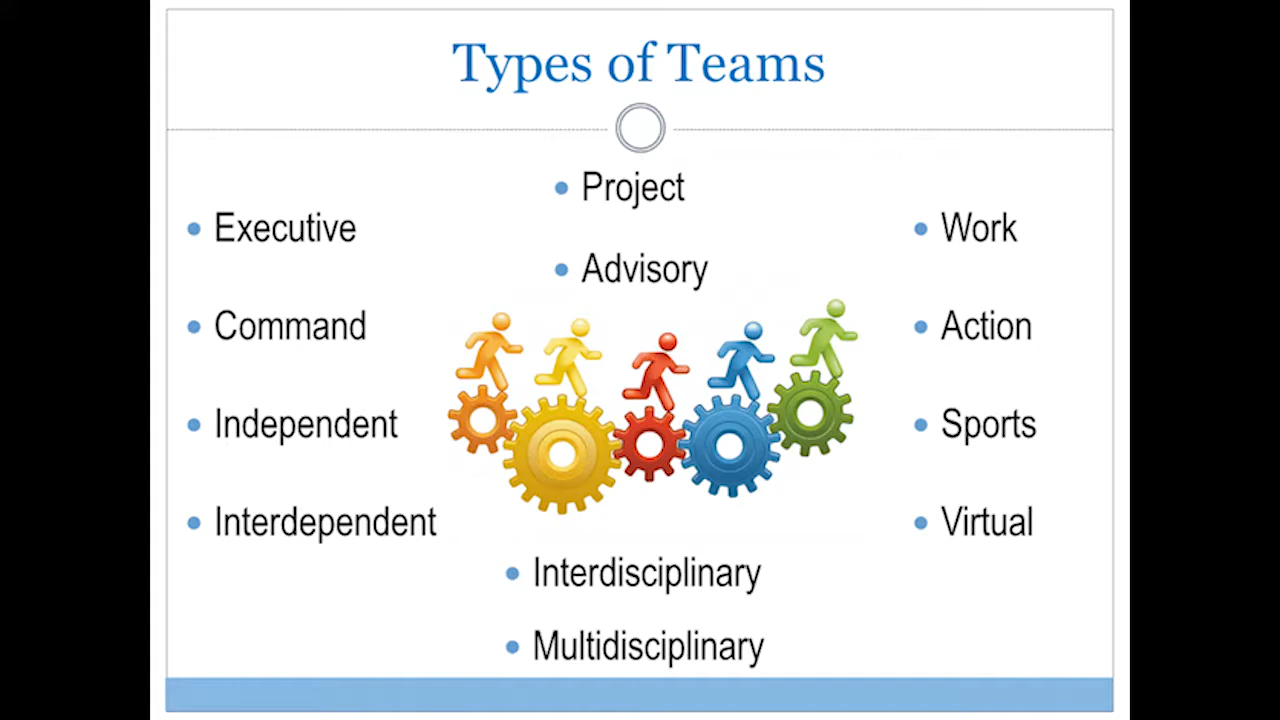 Types of Teams
Project
Advisory
Executive
Command
Independent
Interdependent
Work
Action
Sports
Virtual
Interdisciplinary
Multidisciplinary